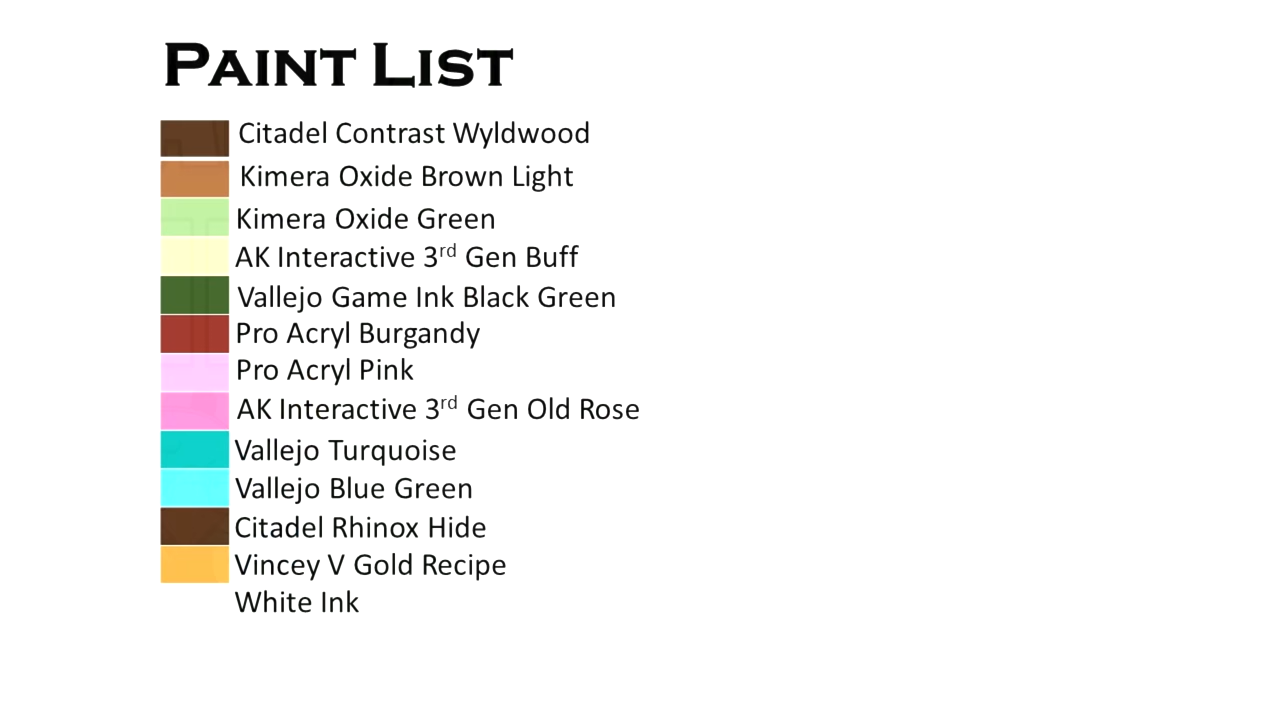 Paint List
Citadel Contrast Wyldwood
Kimera Oxide Brown Light
Kimera Oxide Green
AK Interactive 3rd Gen Buff
Vallejo Game Ink Black Green
Pro Acryl Burgandy
Pro Acryl Pink
AK Interactive 3rd Gen Old Rose
Vallejo Turquoise
Vallejo Blue Green
Citadel Rhinox Hide
Vincey V Gold Recipe
White Ink